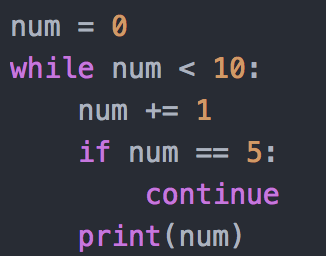 num = 0
while num < 10:
    num += 1
    if num == 5:
        continue
    print(num)